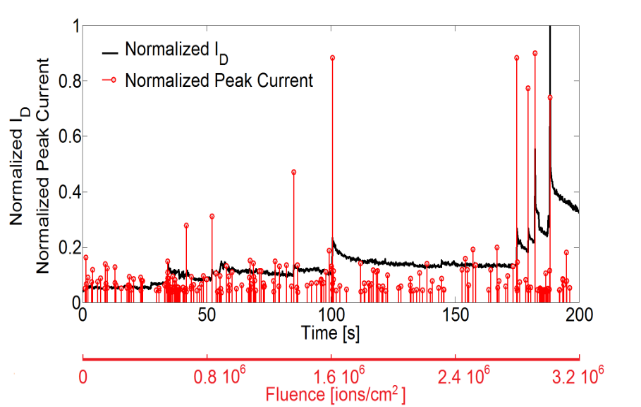 Normalized I_D
Normalized Peak Current
Normalized I_D
Normalized Peak Current
1
0.8
0.6
0.4
0.2
0
0 50 100 150 200
Time [s]
0 0.8 10^6 1.6 10^6 2.4 10^6 3.2 10^6
Fluence [ions/cm^2]